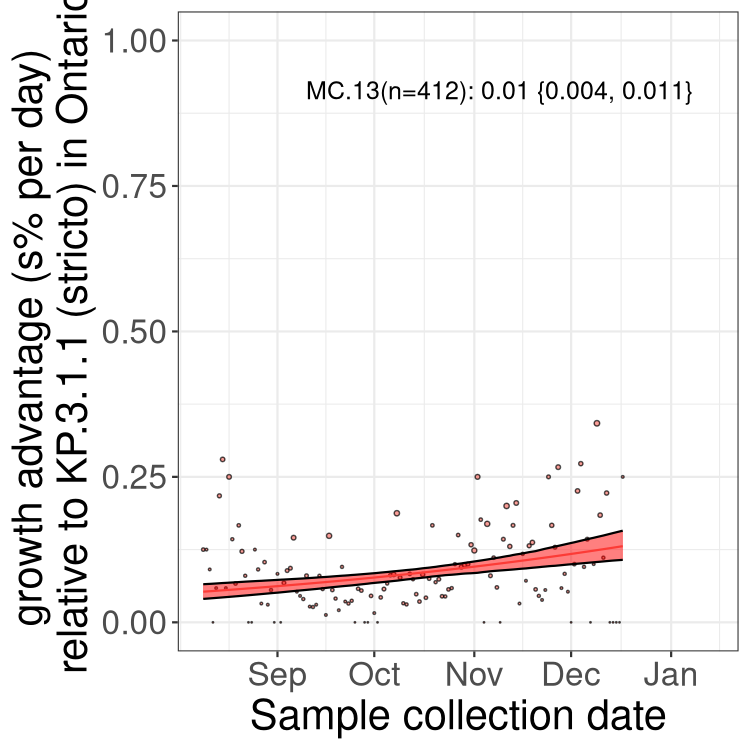 growth advantage (s% per day)
relative to KP.3.1.1 (stricto) in Ontario
1.00
0.75
0.50
0.25
0.00
MC.13(n=412): 0.01 {0.004, 0.011}
Sep Oct Nov Dec Jan
Sample collection date